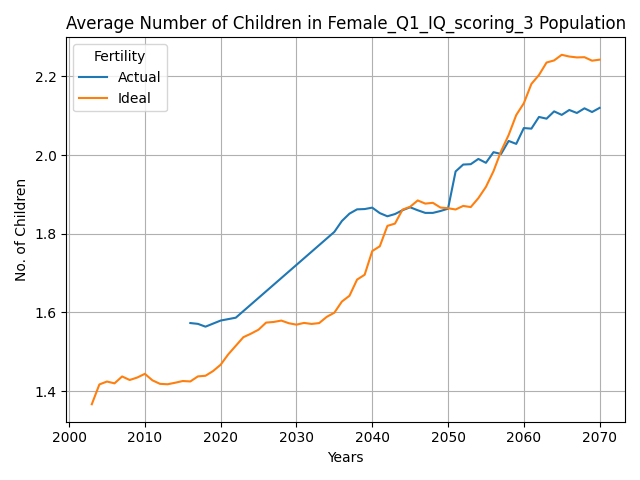 Average Number of Children in Female_Q1_IQ_scoring_3 Population
Fertility
Actual
Ideal
No. of Children
2.2
2.0
1.8
1.6
1.4
2000 2010 2020 2030 2040 2050 2060 2070
Years